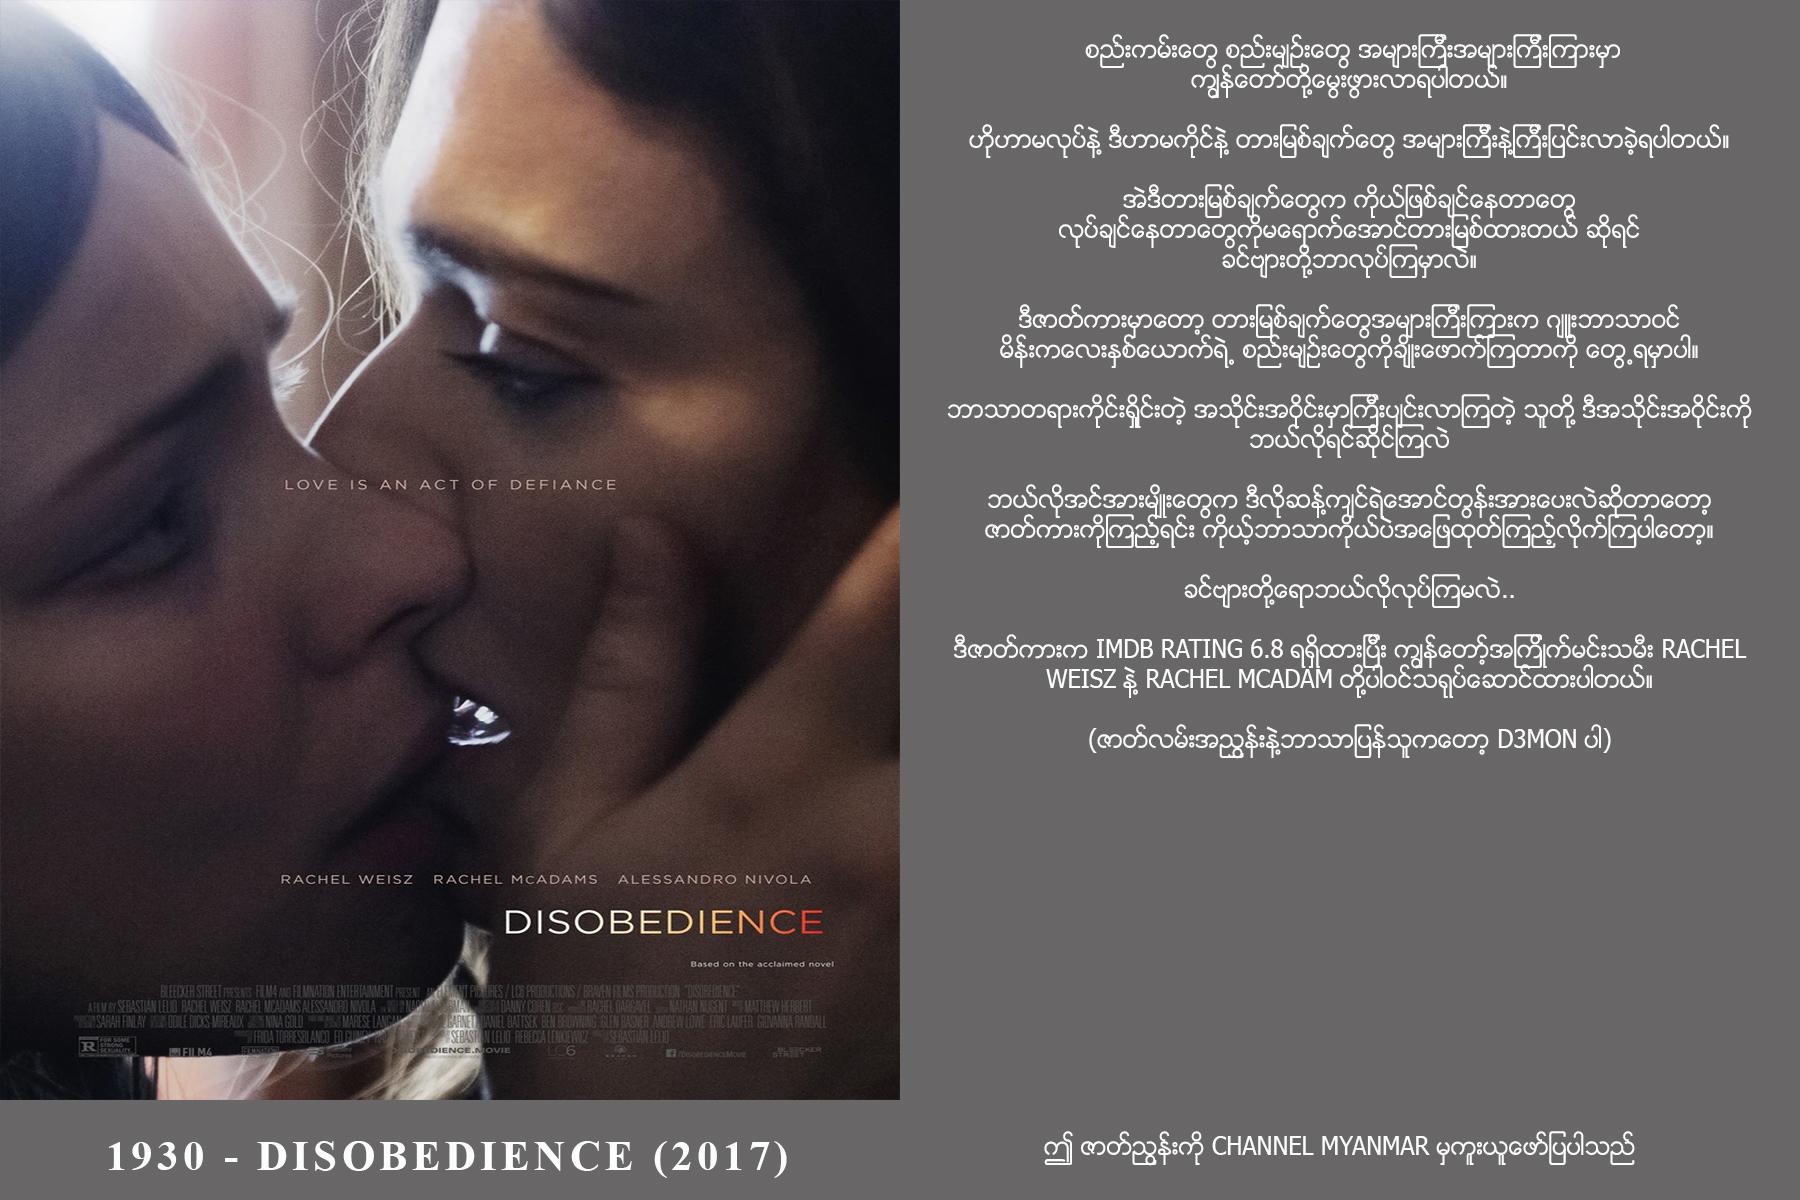 စည်းကမ်းတွေ စည်းမျဉ်းတွေ အများကြီးအများကြီးကြားမှာ
ကျွန်တော်တို့မွေးဖွားလာရပါတယ်။
ဟိုဟာမလုပ်နဲ့ ဒီဟာမကိုင်နဲ့ တားမြစ်ချက်တွေ အများကြီးနဲ့ကြီးပြင်းလာခဲ့ရပါတယ်။
အဲဒီတားမြစ်ချက်တွေက ကိုယ်ဖြစ်ချင်နေတာတွေ
လုပ်ချင်နေတာတွေကိုမရောက်အောင်တားမြစ်ထားတယ် ဆိုရင်
ခင်ဗျားတို့ဘာလုပ်ကြမှာလဲ။
ဒီဇာတ်ကားမှာတော့ တားမြစ်ချက်တွေအများကြီးကြားက ဂျူးဘာသာဝင်
မိန်းကလေးနှစ်ယောက်ရဲ့ စည်းမျဉ်းတွေကိုချိုးဖောက်ကြတာကို တွေ့ရမှာပါ။
ဘာသာတရားကိုင်းရှိုင်းတဲ့ အသိုင်းအဝိုင်းမှာကြီးပျင်းလာကြတဲ့ သူတို့ ဒီအသိုင်းအဝိုင်းကို
ဘယ်လိုရင်ဆိုင်ကြလဲ
ဘယ်လိုအင်အားမျိုးတွေက ဒီလိုဆန့်ကျင်ရဲအောင်တွန်းအားပေးလဲဆိုတာတော့
ဇာတ်ကားကိုကြည့်ရင်း ကိုယ့်ဘာသာကိုယ်ပဲအဖြေထုတ်ကြည့်လိုက်ကြပါတော့။
ခင်ဗျားတို့ရောဘယ်လိုလုပ်ကြမလဲ..
ဒီဇာတ်ကားက IMDB RATING 6.8 ရရှိထားပြီး ကျွန်တော့်အကြိုက်မင်းသမီး RACHEL
WEISZ နဲ့ RACHEL MCADAM တို့ပါဝင်သရုပ်ဆောင်ထားပါတယ်။
(ဇာတ်လမ်းအညွှန်းနဲ့ဘာသာပြန်သူကတော့ D3MON ပါ)
LOVE IS AN ACT OF DEFIANCE
RACHEL WEISZ RACHEL McADAMS ALESSANDRO NIVOLA
DISOBEDIENCE
Based on the acclaimed novel
1930 - DISOBEDIENCE (2017)
ဤ ဇာတ်ညွှန်းကို CHANNEL MYANMAR မှကူးယူဖော်ပြပါသည်